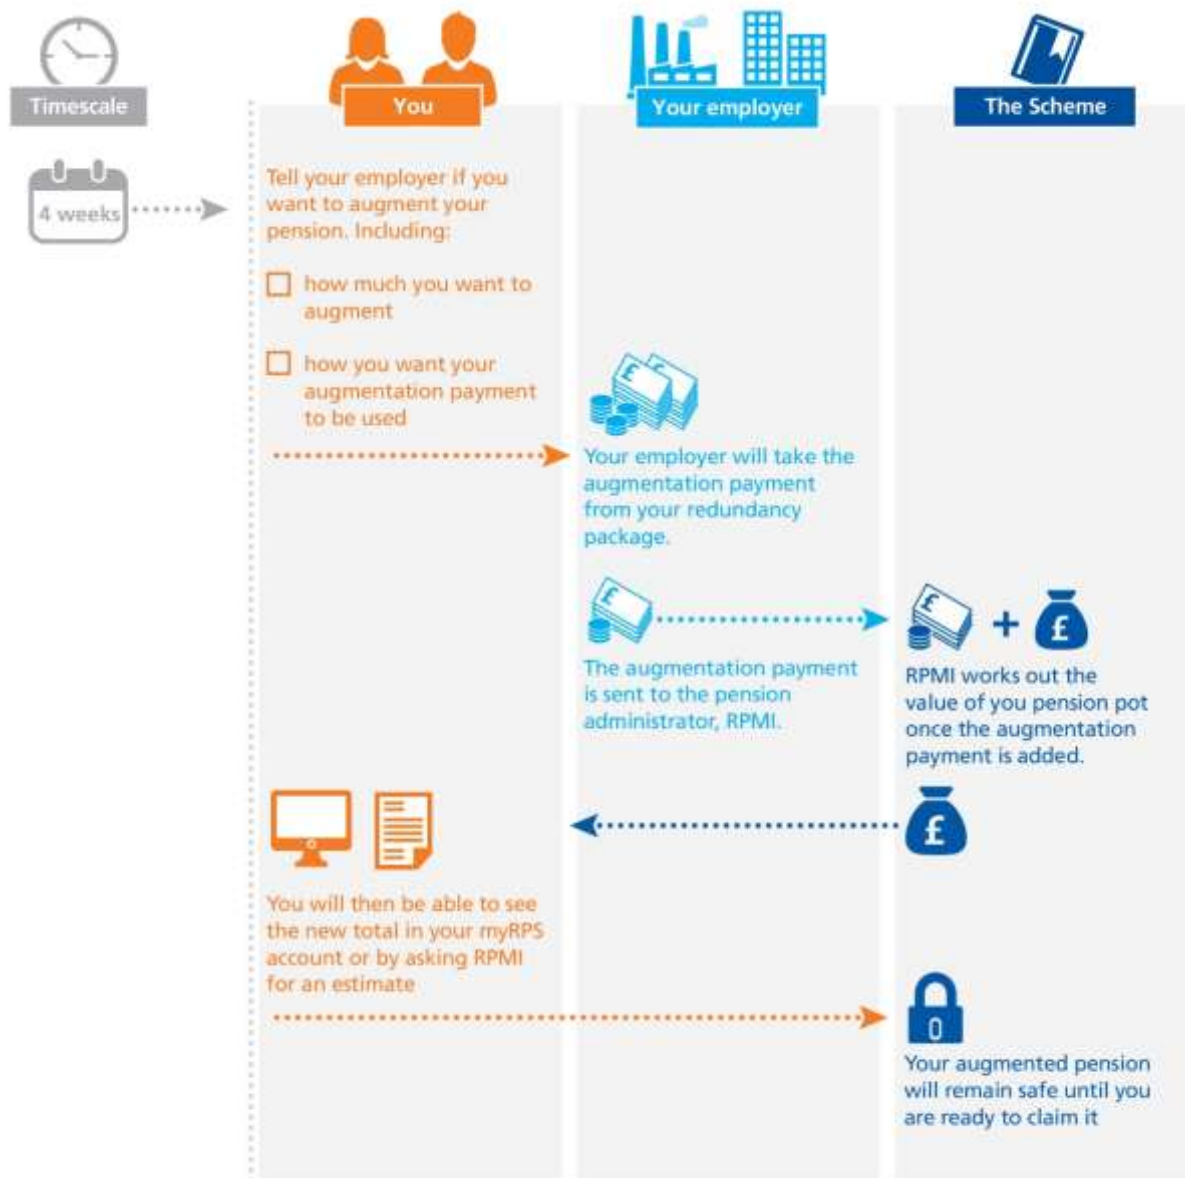 Timescale
You
Your employer
The Scheme
4 weeks
Tell your employer if you
want to augment your
pension. Including:
how much you want to
augment
how you want your
augmentation payment
to be used
£ £
Your employer will take the
augmentation payment
from your redundancy
package.
£
The augmentation payment
is sent to the pension
administrator, RPMI.
£ + £
RPMI works out the
value of you pension pot
once the augmentation
payment is added.
£
You will then be able to see
the new total in your myRPS
account or by asking RPMI
for an estimate
Your augmented pension
will remain safe until you
are ready to claim it